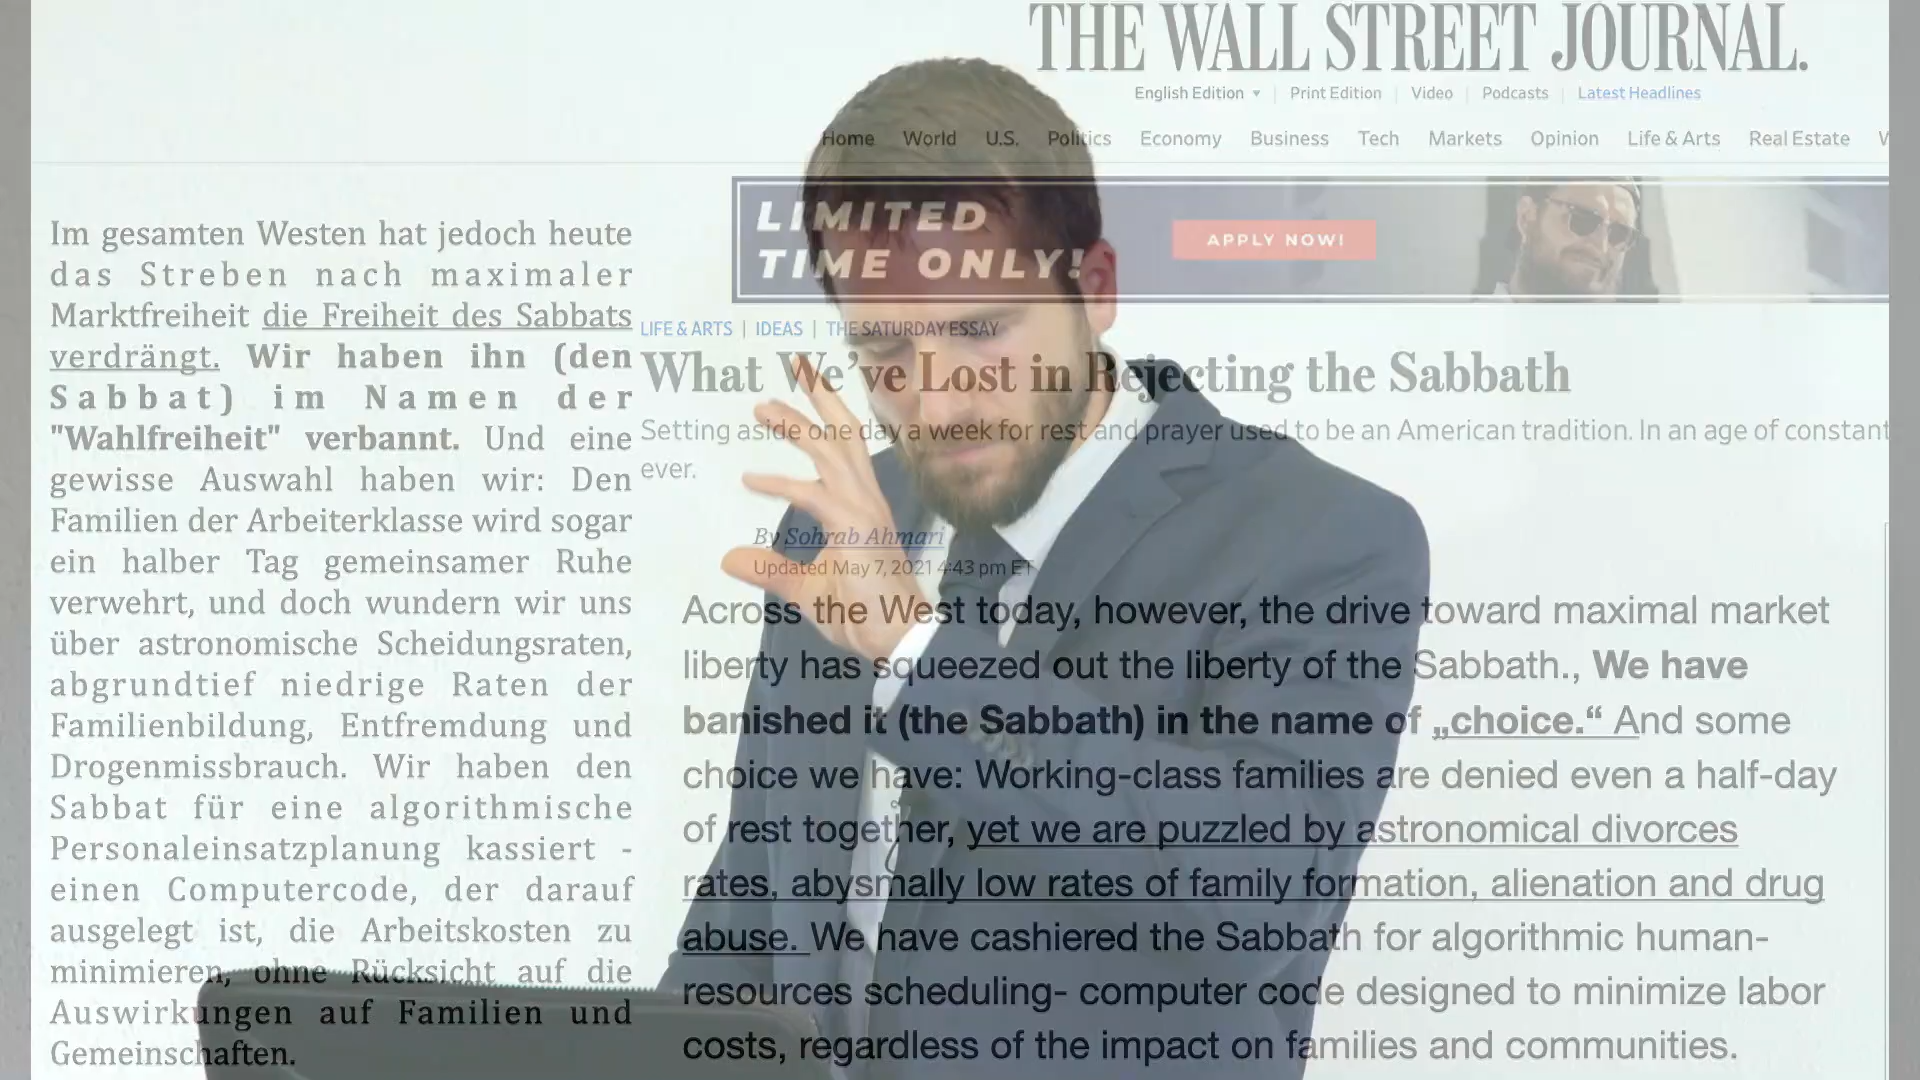 THE WALL STREET JOURNAL.
English Edition ▾ | Print Edition | Video | Podcasts | Latest Headlines
Home World U.S. Politics Economy Business Tech Markets Opinion Life & Arts Real Estate
LIMITED
TIME ONLY!
APPLY NOW!
Im gesamten Westen hat jedoch heute
das Streben nach maximaler
Marktfreiheit die Freiheit des Sabbats
verdrängt. Wir haben ihn (den
Sabbat) im Namen der
"Wahlfreiheit" verbannt. Und eine
gewisse Auswahl haben wir: Den
Familien der Arbeiterklasse wird sogar
ein halber Tag gemeinsamer Ruhe
verwehrt, und doch wundern wir uns
über astronomische Scheidungsraten,
abgrundtief niedrige Raten der
Familienbildung, Entfremdung und
Drogenmissbrauch. Wir haben den
Sabbat für eine algorithmische
Personaleinsatzplanung kassiert -
einen Computercode, der darauf
ausgelegt ist, die Arbeitskosten zu
minimieren, ohne Rücksicht auf die
Auswirkungen auf Familien und
Gemeinschaften.
LIFE & ARTS | IDEAS | THE SATURDAY ESSAY
What We've Lost in Rejecting the Sabbath
Setting aside one day a week for rest and prayer used to be an American tradition. In an age of constant
ever.
By Sohrab Ahmari
Updated May 7, 2021 4:43 pm ET
Across the West today, however, the drive toward maximal market
liberty has squeezed out the liberty of the Sabbath., We have
banished it (the Sabbath) in the name of „choice.“ And some
choice we have: Working-class families are denied even a half-day
of rest together, yet we are puzzled by astronomical divorces
rates, abysmally low rates of family formation, alienation and drug
abuse. We have cashiered the Sabbath for algorithmic human-
resources scheduling- computer code designed to minimize labor
costs, regardless of the impact on families and communities.